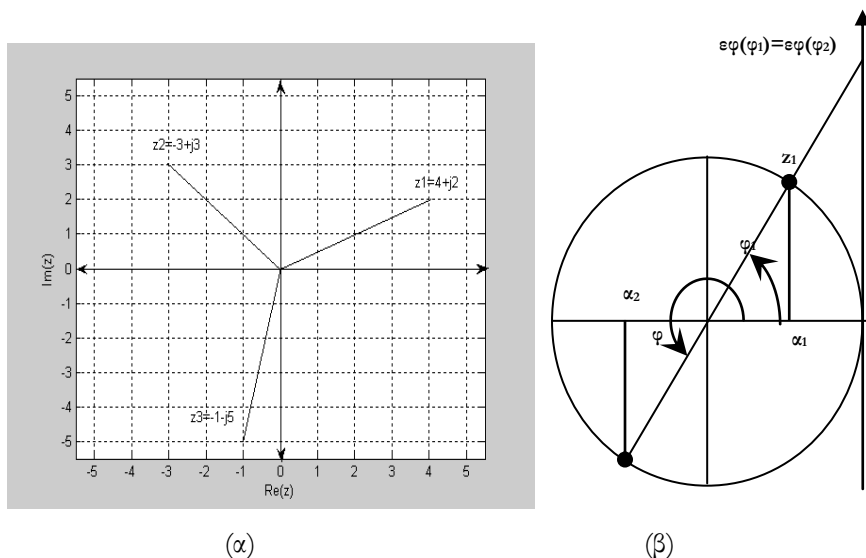 εφ(φ₁)=εφ(φ₂)
5
4
3
2
1
0
-1
-2
-3
-4
-5
Im(z)
z2=-3+j3
z1=4+j2
z3=-1-j5
-5 -4 -3 -2 -1 0 1 2 3 4 5
Re(z)
z₁
φ₁
α₂
φ
α₁
(α)
(β)